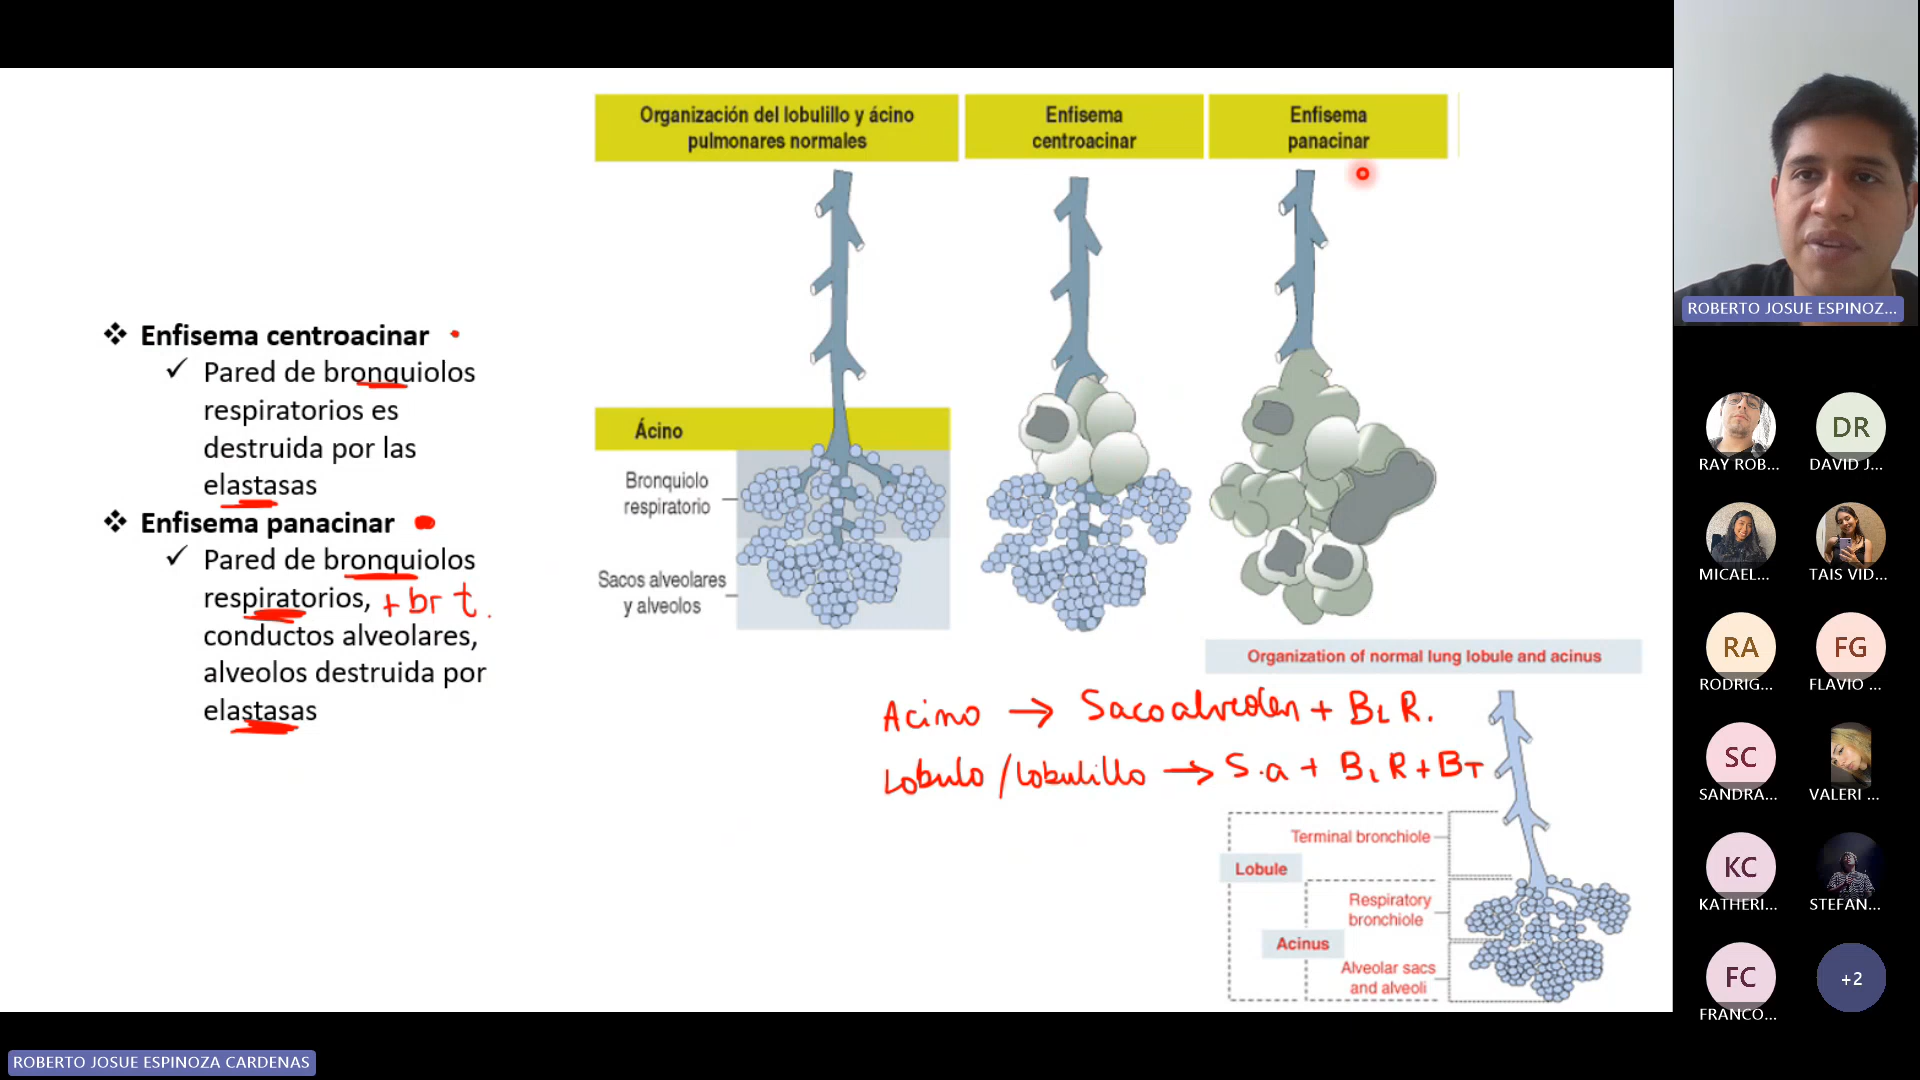 Organización del lobulillo y ácino
pulmonares normales
Enfisema
centroacinar
Enfisema
panacinar
❖ Enfisema centroacinar
✓ Pared de bronquiolos
respiratorios es
destruida por las
elastasas
❖ Enfisema panacinar
✓ Pared de bronquiolos
respiratorios, + br t.
conductos alveolares,
alveolos destruida por
elastasas
Ácino
Bronquiolo
respiratorio
Sacos alveolares
y alveolos
Organization of normal lung lobule and acinus
Acino → Saco alveolar + BL R.
Lobulo / lobulillo → S.a + BL R + BT
Terminal bronchiole
Lobule
Respiratory
bronchiole
Acinus
Alveolar sacs
and alveoli
ROBERTO JOSUE ESPINOZ...
RAY ROB...
DR
DAVID J...
MICAEL...
TAIS VID...
RA
RODRIG...
FG
FLAVIO ...
SC
SANDRA...
VALERI ...
KC
KATHERI...
STEFAN...
FC
FRANCO...
+2
ROBERTO JOSUE ESPINOZA CARDENAS